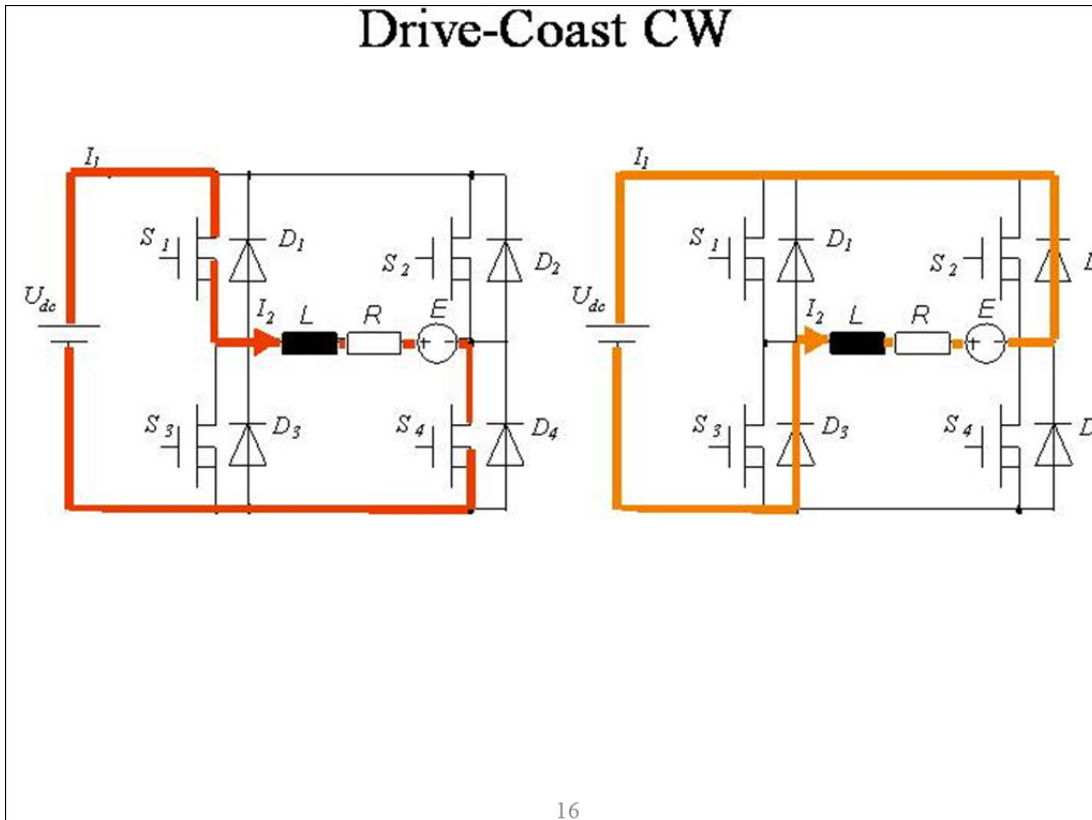 Drive-Coast CW
I1
S1
D1
S2
D2
Udc
I2
L
R
E
+ −
S3
D3
S4
D4
I1
S1
D1
S2
D
Udc
I2
L
R
E
+ −
S3
D3
S4
D
16